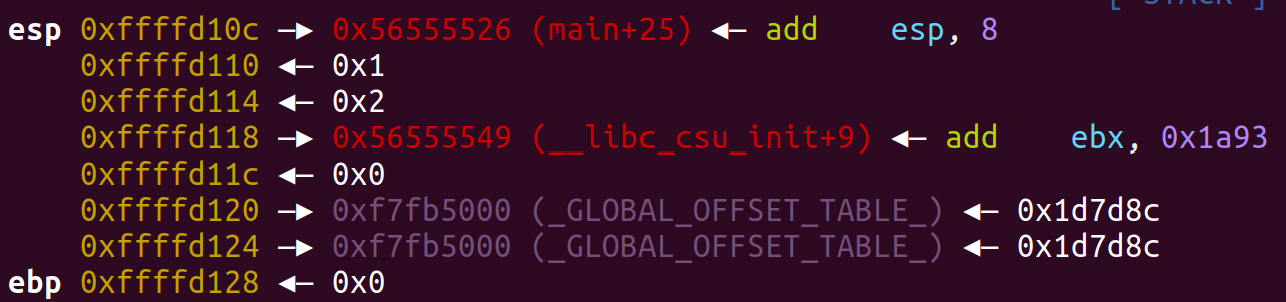 [ STACK ]
esp 0xffffd10c —▸ 0x56555526 (main+25) ◂— add    esp, 8
0xffffd110 ◂— 0x1
0xffffd114 ◂— 0x2
0xffffd118 —▸ 0x56555549 (__libc_csu_init+9) ◂— add    ebx, 0x1a93
0xffffd11c ◂— 0x0
0xffffd120 —▸ 0xf7fb5000 (_GLOBAL_OFFSET_TABLE_) ◂— 0x1d7d8c
0xffffd124 —▸ 0xf7fb5000 (_GLOBAL_OFFSET_TABLE_) ◂— 0x1d7d8c
ebp 0xffffd128 ◂— 0x0